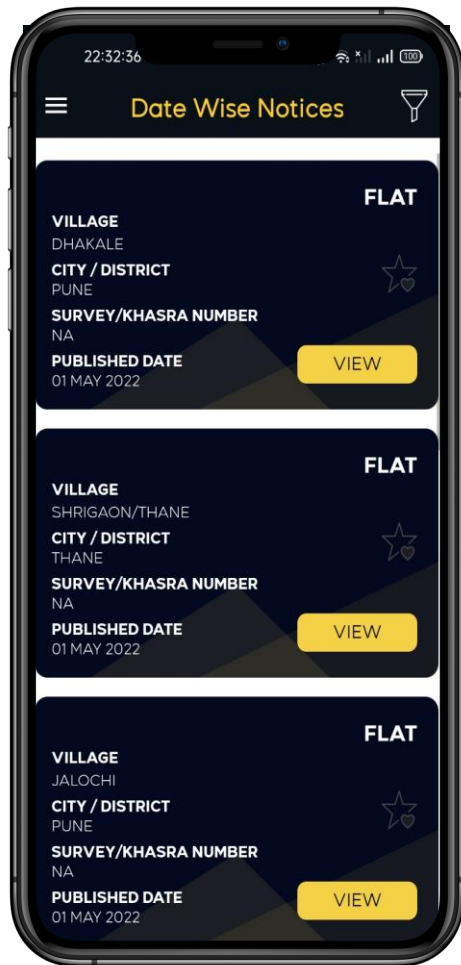 22:32:36
100
Date Wise Notices
FLAT
VILLAGE
DHAKALE
CITY / DISTRICT
PUNE
SURVEY/KHASRA NUMBER
NA
PUBLISHED DATE
01 MAY 2022
VIEW
FLAT
VILLAGE
SHRIGAON/THANE
CITY / DISTRICT
THANE
SURVEY/KHASRA NUMBER
NA
PUBLISHED DATE
01 MAY 2022
VIEW
FLAT
VILLAGE
JALOCHI
CITY / DISTRICT
PUNE
SURVEY/KHASRA NUMBER
NA
PUBLISHED DATE
01 MAY 2022
VIEW